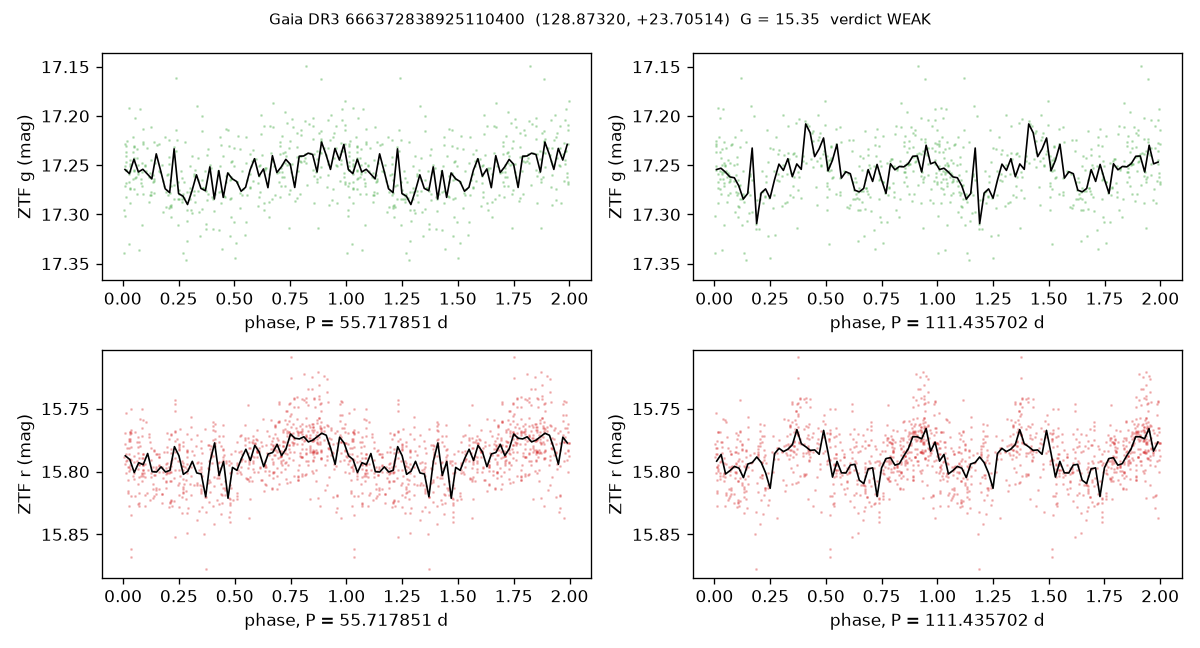 Gaia DR3 666372838925110400 (128.87320, +23.70514) G = 15.35 verdict WEAK
ZTF g (mag)
17.15
17.20
17.25
17.30
17.35
0.00 0.25 0.50 0.75 1.00 1.25 1.50 1.75 2.00
phase, P = 55.717851 d
ZTF g (mag)
17.15
17.20
17.25
17.30
17.35
0.00 0.25 0.50 0.75 1.00 1.25 1.50 1.75 2.00
phase, P = 111.435702 d
ZTF r (mag)
15.75
15.80
15.85
0.00 0.25 0.50 0.75 1.00 1.25 1.50 1.75 2.00
phase, P = 55.717851 d
ZTF r (mag)
15.75
15.80
15.85
0.00 0.25 0.50 0.75 1.00 1.25 1.50 1.75 2.00
phase, P = 111.435702 d